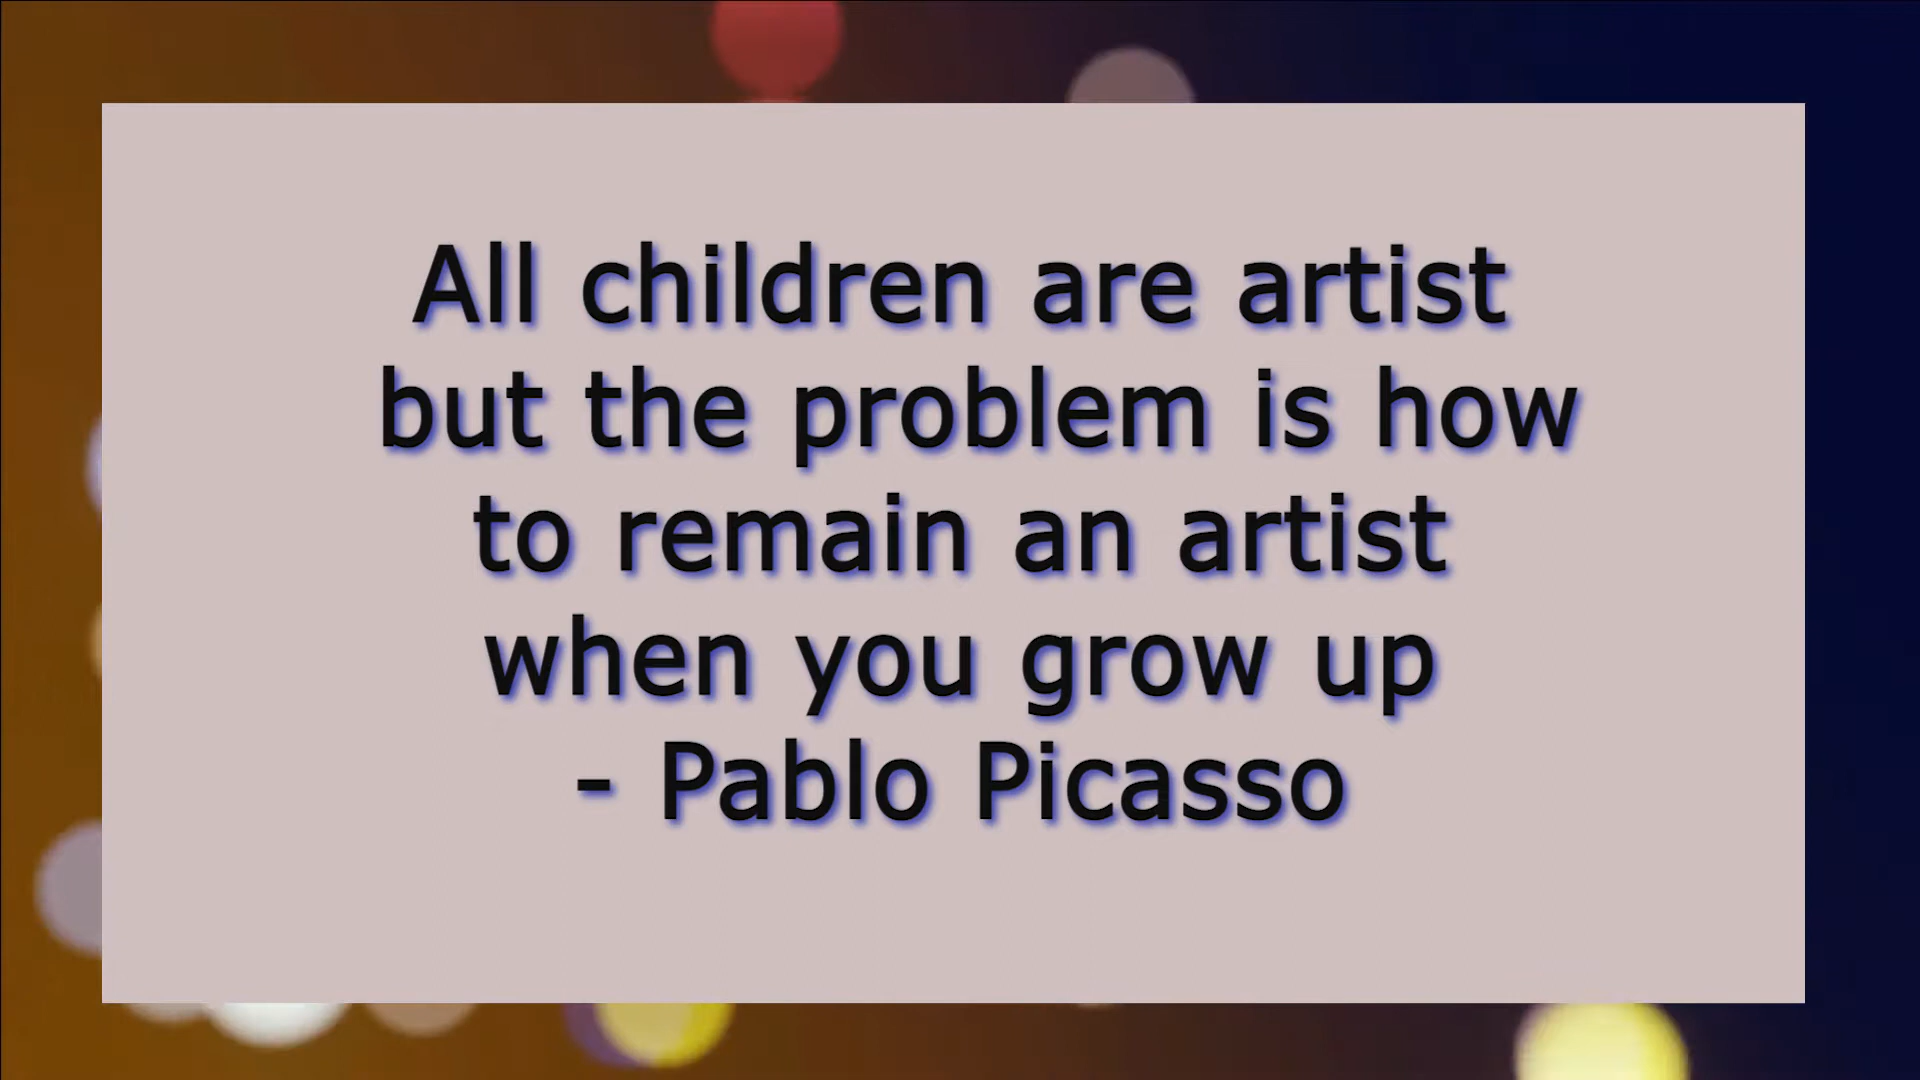 All children are artist
but the problem is how
to remain an artist
when you grow up
- Pablo Picasso